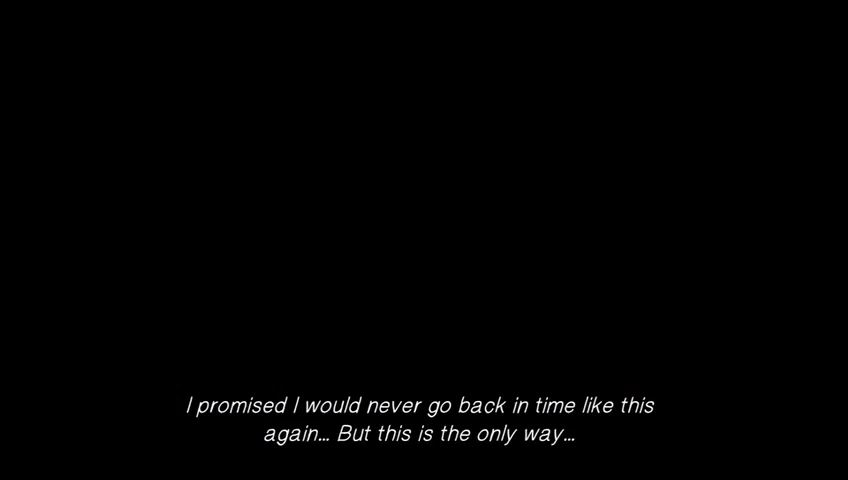 I promised I would never go back in time like this
again... But this is the only way...